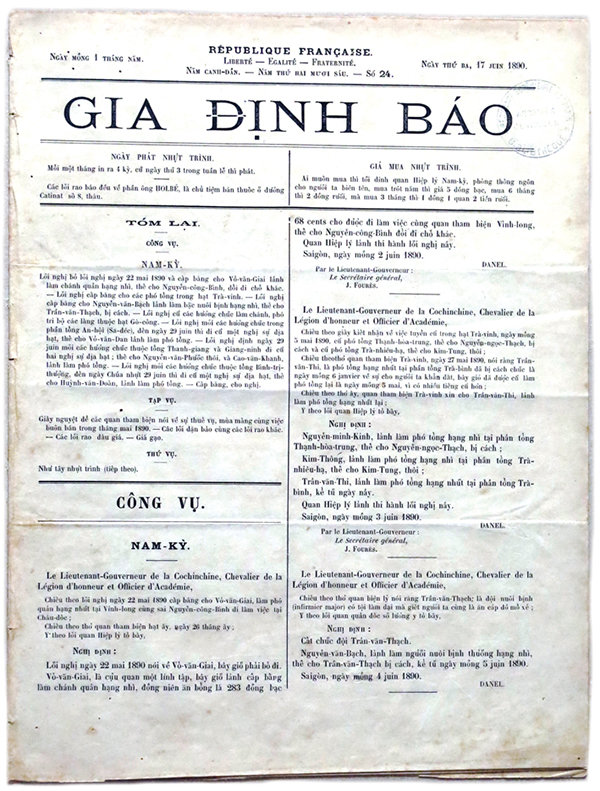 RÉPUBLIQUE FRANÇAISE.
LIBERTÉ — EGALITÉ — FRATERNITÉ.
NGÀY MỒNG 1 THÁNG NĂM.
NĂM CANH-DẦN. — NĂM THỨ HAI MƯƠI SÁU. — SỐ 24.
NGÀY THỨ BA, 17 JUIN 1890.
GIA ĐỊNH BÁO
NGÀY PHÁT NHỰT TRÌNH.
Mỗi một tháng in ra 4 kỳ, cứ ngày thứ 3 trong tuần lễ thì phát.
Các lời rao báo đều về phần ông HOLBÉ, là chủ tiệm bán thuốc ở đường
Catinat số 8, tháu.
GIÁ MUA NHỰT TRÌNH.
Ai muốn mua thì tới dinh quan Hiệp lý Nam-kỳ, phòng thông ngôn
cho người ta biên tên, mua trót năm thì giá 5 đồng bạc, mua 6 tháng
thì 2 đồng rưỡi, mà mua 3 tháng thì 1 đồng 1 quan 2 tiền rưỡi.
TÓM LẠI.
CÔNG VỤ.
NAM-KỲ.
Lời nghị bỏ lời nghị ngày 22 mai 1890 và cấp bằng cho Võ-văn-Giai lãnh
làm chánh quản hạng nhì, thế cho Nguyễn-công-Bình, dời đi chỗ khác.
— Lời nghị cấp bằng cho các phó tổng trong hạt Trà-vinh. — Lời nghị
cấp bằng cho Nguyễn-văn-Bạch lãnh làm bậc nuôi bịnh hạng nhì, thế cho
Trần-văn-Thạch, bị cách. — Lời nghị cử các hương chức làm chánh, phó
tri bộ các làng thuộc hạt Gò-công. — Lời nghị mời các hương chức trong
phần tổng An-hội (Sa-đéc), đến ngày 29 juin thì đi cử một nghị sự địa
hạt, thế cho Võ-văn-Dưu lãnh làm phó tổng. — Lời nghị định ngày 29
juin mời các hương chức tổng Thanh-giang và Giang-ninh đi cử
hai nghị sự địa hạt ; thế cho Nguyễn-văn-Phước thôi, và Cao-văn-Khanh,
lãnh làm phó tổng. — Lời nghị mời các hương chức tổng Bình-trị-
thượng, đến ngày Chúa nhựt 29 juin thì đi cử một nghị sự địa hạt, thế
cho Huỳnh-văn-Đoàn, lãnh làm phó tổng. — Cấp bằng, cho nghỉ.
TẠP VỤ.
Giấy nguyệt đề các quan tham biện nói về sự thuế vụ, mùa màng cùng việc
buôn bán trong tháng mai 1890. — Các lời dặn bảo cùng các lời rao khác.
— Các lời rao đấu giá. — Giá gạo.
THỨ VỤ.
Như tây nhựt trình (tiếp theo).
CÔNG VỤ.
NAM-KỲ.
Le Lieutenant-Gouverneur de la Cochinchine, Chevalier de la
Légion d'honneur et Officier d'Académie,
Chiếu theo lời nghị ngày 22 mai 1890 cấp bằng cho Võ-văn-Giai, làm phó
quản hạng nhứt tại Vĩnh-long cùng sai Nguyễn-công-Bình đi làm việc tại
Châu-đốc ;
Chiếu theo thơ quan tham biện hạt ấy, ngày 26 tháng ấy ;
Y theo lời quan Hiệp lý tỏ bày,
NGHỊ ĐỊNH :
Lời nghị ngày 22 mai 1890 nói về Võ-văn-Giai, bây giờ phải bỏ đi.
Võ-văn-Giai, là cựu quan một lính tập, bây giờ lãnh cấp bằng
làm chánh quản hạng nhì, đồng niên ăn bổng là 283 đồng bạc
68 cents cho được đi làm việc cùng quan tham biện Vĩnh-long,
thế cho Nguyễn-công-Bình đổi đi chỗ khác.
Quan Hiệp lý lãnh thi hành lời nghị nầy.
Saigòn, ngày mồng 2 juin 1890.
DANEL.
Par le Lieutenant-Gouverneur :
Le Secrétaire général,
J. FOURÈS.
Le Lieutenant-Gouverneur de la Cochinchine, Chevalier de la
Légion d'honneur et Officier d'Académie,
Chiếu theo giấy kiết nhận về việc tuyển cử trong hạt Trà-vinh, ngày mồng
5 mai 1890, cử phó tổng Thạnh-hóa-trung, thế cho Nguyễn-ngọc-Thạch, bị
cách và cử phó tổng Trà-nhiêu-hạ, thế cho Kim-Tung, thôi ;
Chiếu theo thơ quan tham biện Trà-vinh, ngày 27 mai 1890, nói rằng Trần-
văn-Thi, là phó tổng hạng nhứt tại phần tổng Trà-bình đã bị cách chức là
ngày mồng 6 janvier về sự cho người ta khẩn đất, bây giờ đã được cử làm
phó tổng lại là ngày mồng 5 mai, vì có nhiều tiếng cử hơn ;
Chiếu theo thơ ấy, quan tham biện Trà-vinh xin cho Trần-văn-Thi, lãnh
làm phó tổng hạng nhứt lại ;
Y theo lời quan Hiệp lý tỏ bày,
NGHỊ ĐỊNH :
Nguyễn-minh-Kinh, lãnh làm phó tổng hạng nhì tại phần tổng
Thạnh-hóa-trung, thế cho Nguyễn-ngọc-Thạch, bị cách ;
Kim-Thông, lãnh làm phó tổng hạng nhì tại phần tổng Trà-
nhiêu-hạ, thế cho Kim-Tung, thôi ;
Trần-văn-Thi, lãnh làm phó tổng hạng nhứt tại phần tổng Trà-
bình, kể từ ngày nầy.
Quan Hiệp lý lãnh thi hành lời nghị nầy.
Saigòn, ngày mồng 3 juin 1890.
DANEL.
Par le Lieutenant-Gouverneur :
Le Secrétaire général,
J. FOURÈS.
Le Lieutenant-Gouverneur de la Cochinchine, Chevalier de la
Légion d'honneur et Officier d'Académie,
Chiếu theo thơ quan biện lý nói rằng Trần-văn-Thạch; là đội nuôi bịnh
(infirmier major) có tội làm dại mà giết người ta cùng là ăn cắp đồ mồ về ;
Y theo lời quan quản đốc sở lương y tỏ bày,
NGHỊ ĐỊNH :
Cất chức đội Trần-văn-Thạch.
Nguyễn-văn-Bạch, lãnh làm người nuôi bịnh thường hạng nhì,
thế cho Trần-văn-Thạch bị cách, kể từ ngày mồng 5 juin 1890.
Saigòn, ngày mồng 4 juin 1890.
DANEL.